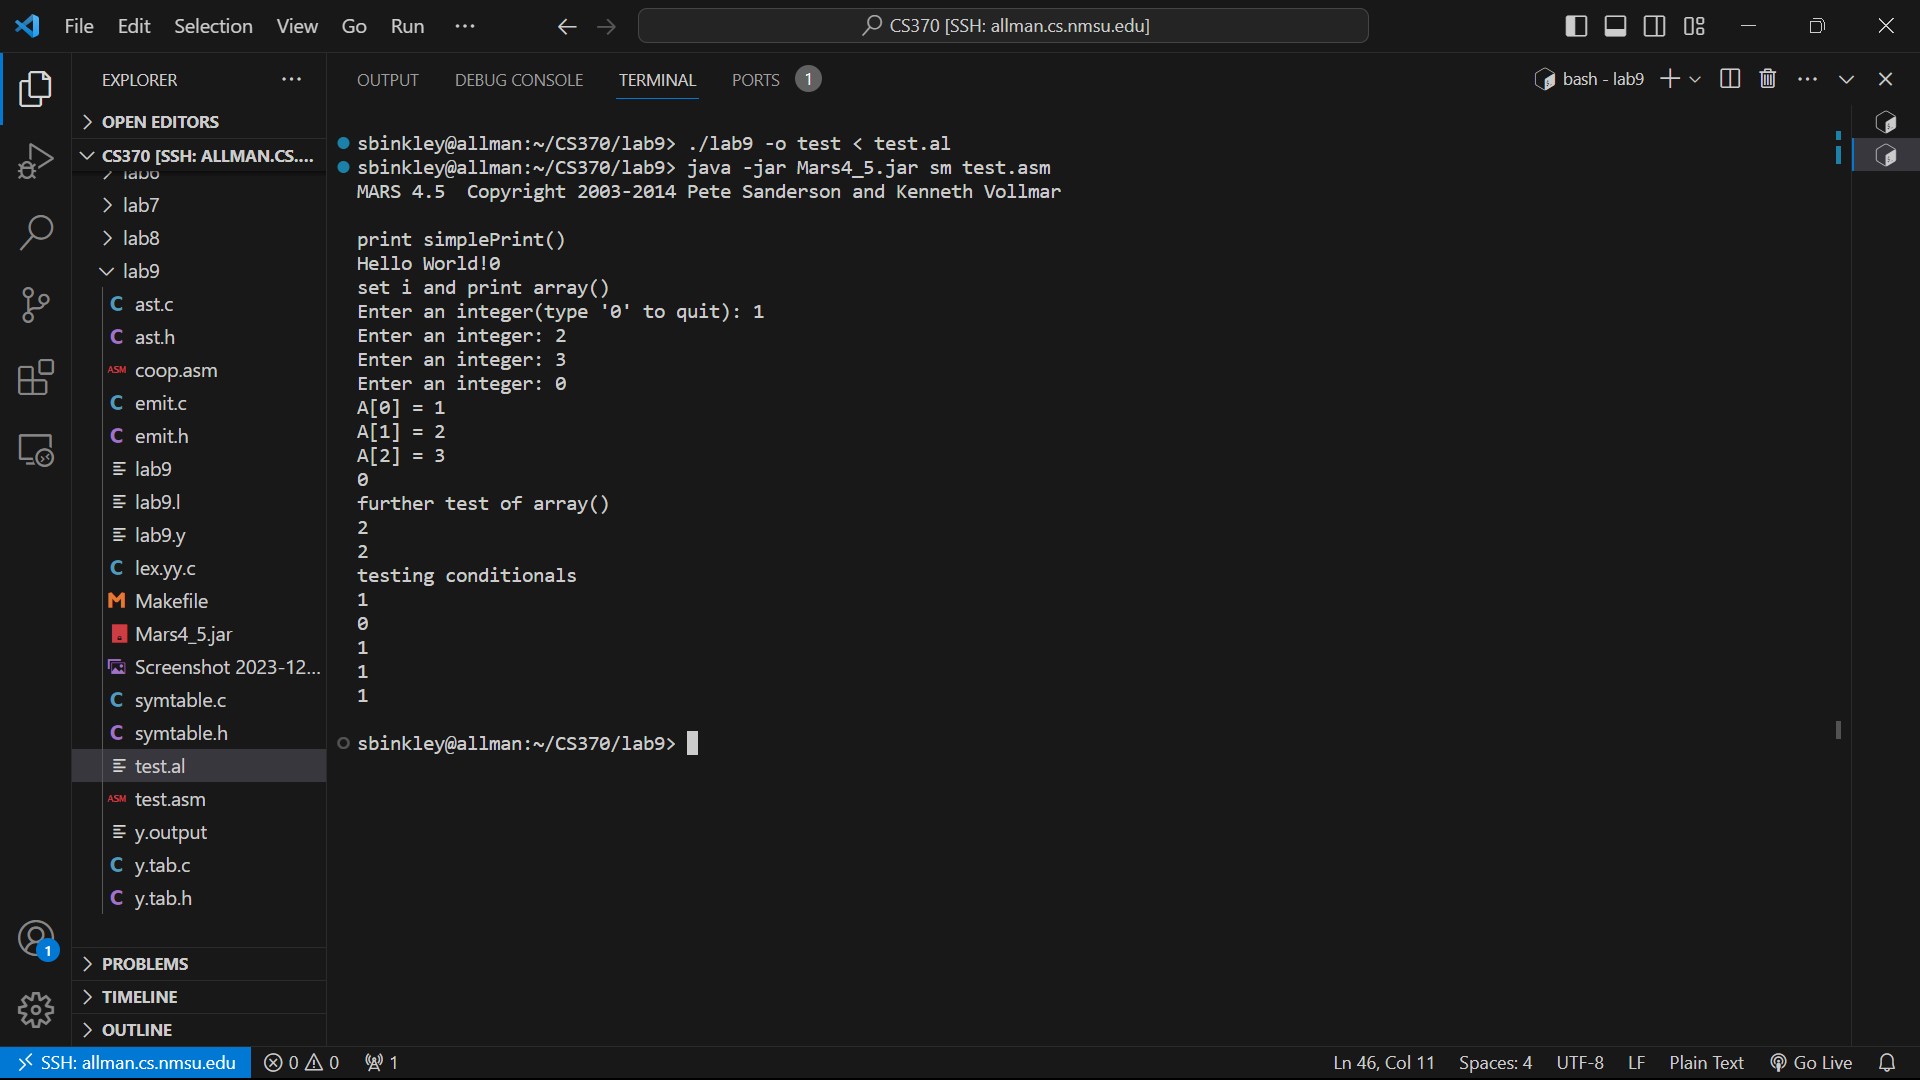 File Edit Selection View Go Run ···
CS370 [SSH: allman.cs.nmsu.edu]
EXPLORER ···
OPEN EDITORS
CS370 [SSH: ALLMAN.CS....
lab6
lab7
lab8
lab9
ast.c
ast.h
ASM coop.asm
emit.c
emit.h
lab9
lab9.l
lab9.y
lex.yy.c
Makefile
Mars4_5.jar
Screenshot 2023-12...
symtable.c
symtable.h
test.al
ASM test.asm
y.output
y.tab.c
y.tab.h
PROBLEMS
TIMELINE
OUTLINE
1
OUTPUT DEBUG CONSOLE TERMINAL PORTS 1
bash - lab9
sbinkley@allman:~/CS370/lab9> ./lab9 -o test < test.al
sbinkley@allman:~/CS370/lab9> java -jar Mars4_5.jar sm test.asm
MARS 4.5  Copyright 2003-2014 Pete Sanderson and Kenneth Vollmar
print simplePrint()
Hello World!0
set i and print array()
Enter an integer(type '0' to quit): 1
Enter an integer: 2
Enter an integer: 3
Enter an integer: 0
A[0] = 1
A[1] = 2
A[2] = 3
0
further test of array()
2
2
testing conditionals
1
0
1
1
1
sbinkley@allman:~/CS370/lab9>
SSH: allman.cs.nmsu.edu 0 0 1
Ln 46, Col 11 Spaces: 4 UTF-8 LF Plain Text Go Live